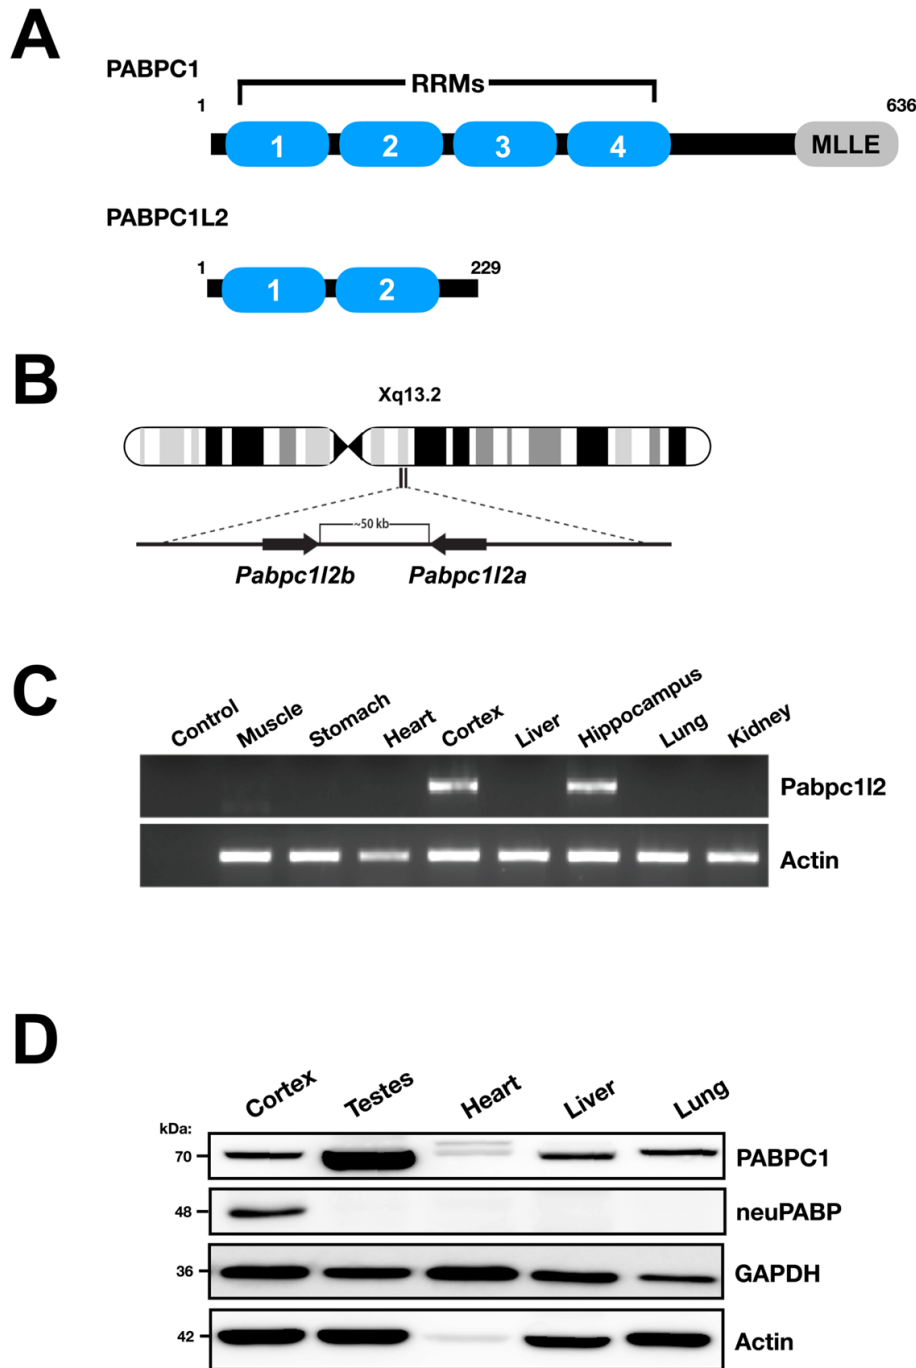 A
PABPC1
RRMs
1
636
1 2 3 4 MLLE
PABPC1L2
1
229
1 2
B
Xq13.2
~50 kb
Pabpc1l2b Pabpc1l2a
C
Control Muscle Stomach Heart Cortex Liver Hippocampus Lung Kidney
Pabpc1l2
Actin
D
Cortex Testes Heart Liver Lung
kDa:
70 PABPC1
48 neuPABP
36 GAPDH
42 Actin